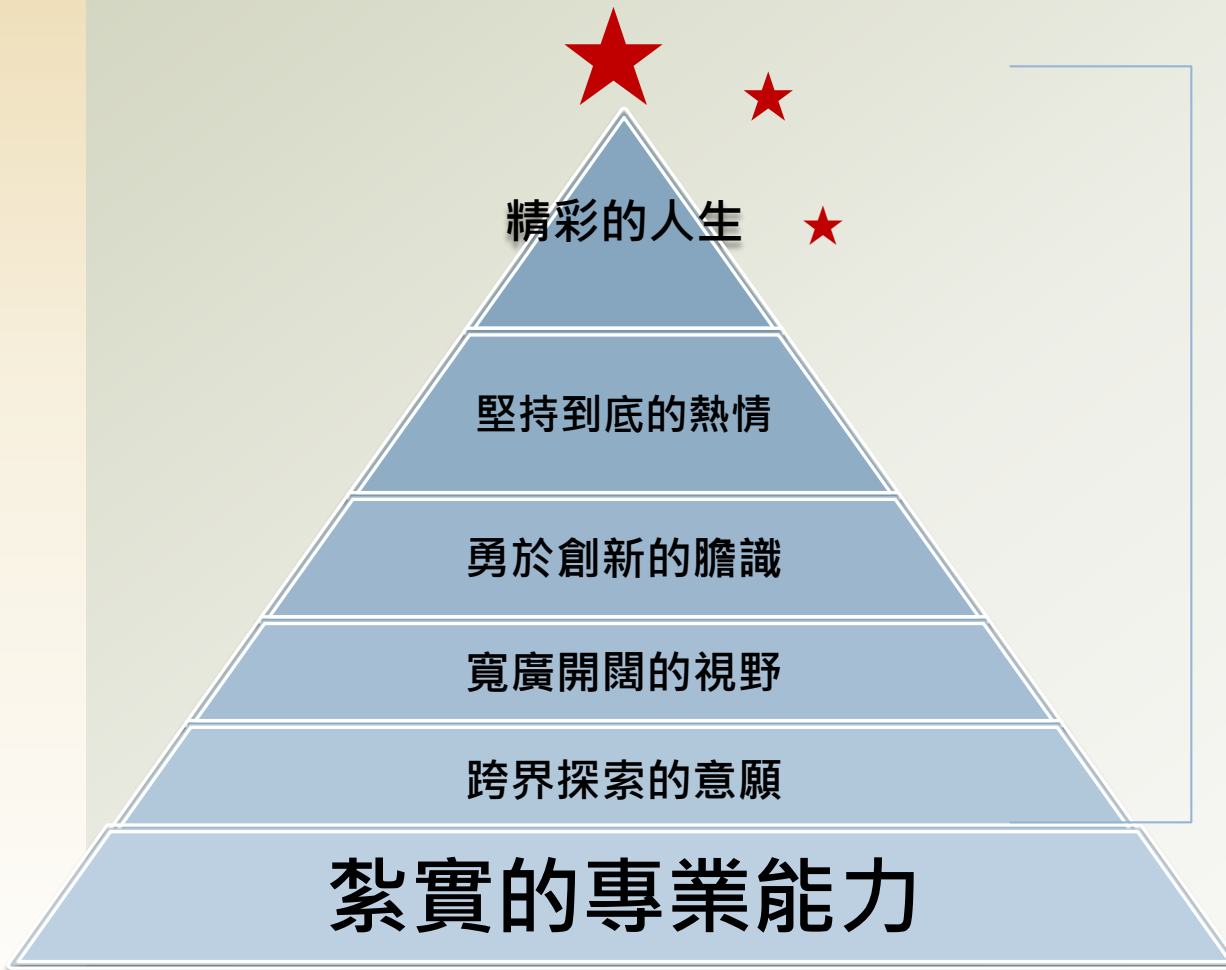 精彩的人生
堅持到底的熱情
勇於創新的膽識
寬廣開闊的視野
跨界探索的意願
紮實的專業能力